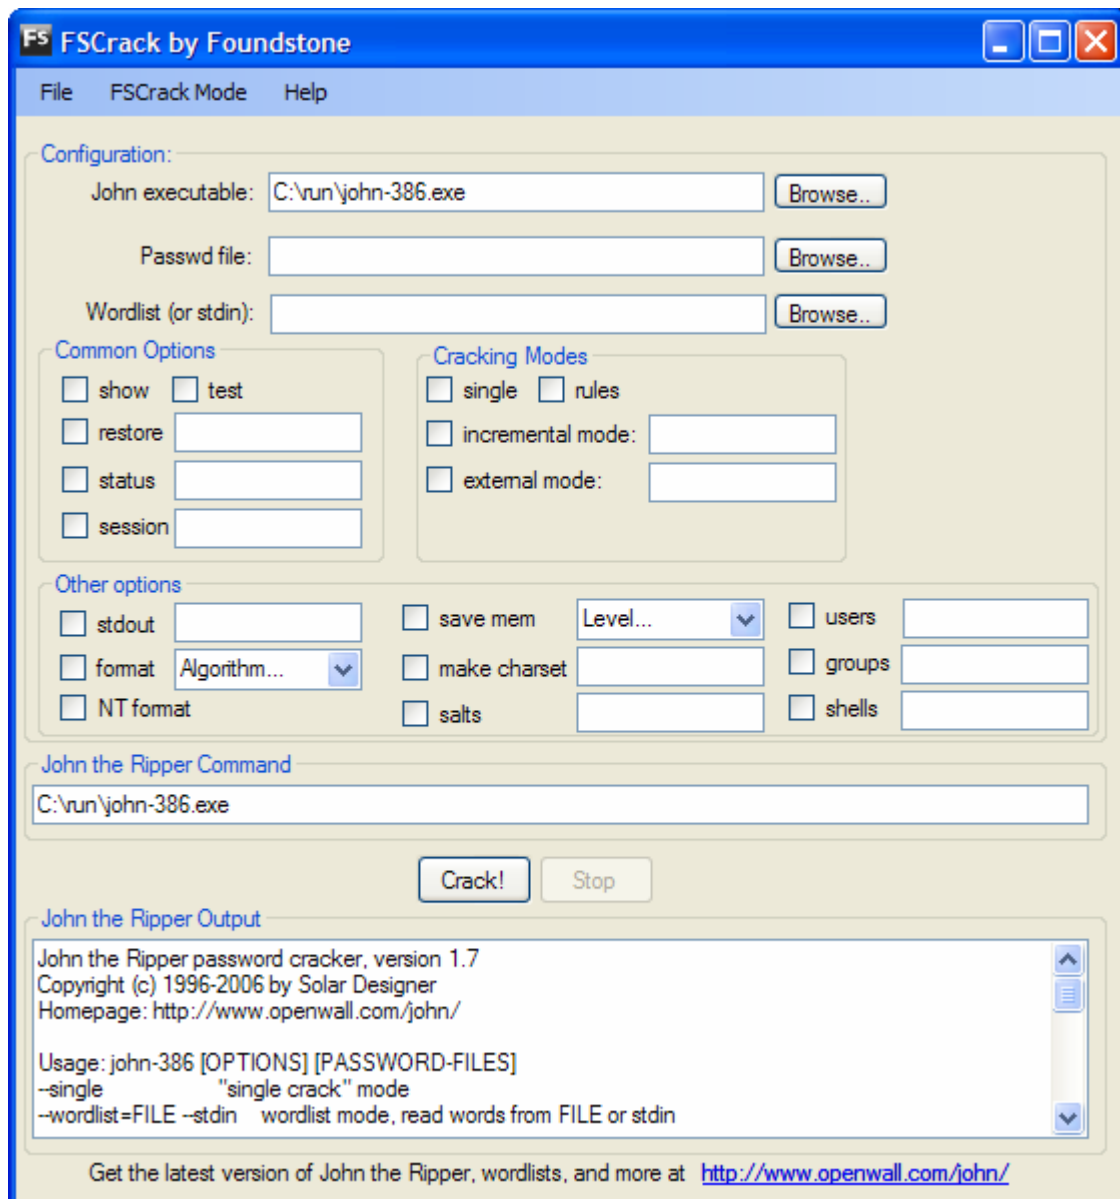 FS FSCrack by Foundstone
File FSCrack Mode Help
Configuration:
John executable: C:\run\john-386.exe Browse..
Passwd file: Browse..
Wordlist (or stdin): Browse..
Common Options
show test
restore
status
session
Cracking Modes
single rules
incremental mode:
external mode:
Other options
stdout
format Algorithm...
NT format
save mem Level...
make charset
salts
users
groups
shells
John the Ripper Command
C:\run\john-386.exe
Crack! Stop
John the Ripper Output
John the Ripper password cracker, version 1.7
Copyright (c) 1996-2006 by Solar Designer
Homepage: http://www.openwall.com/john/
Usage: john-386 [OPTIONS] [PASSWORD-FILES]
--single "single crack" mode
--wordlist=FILE --stdin wordlist mode, read words from FILE or stdin
Get the latest version of John the Ripper, wordlists, and more at http://www.openwall.com/john/